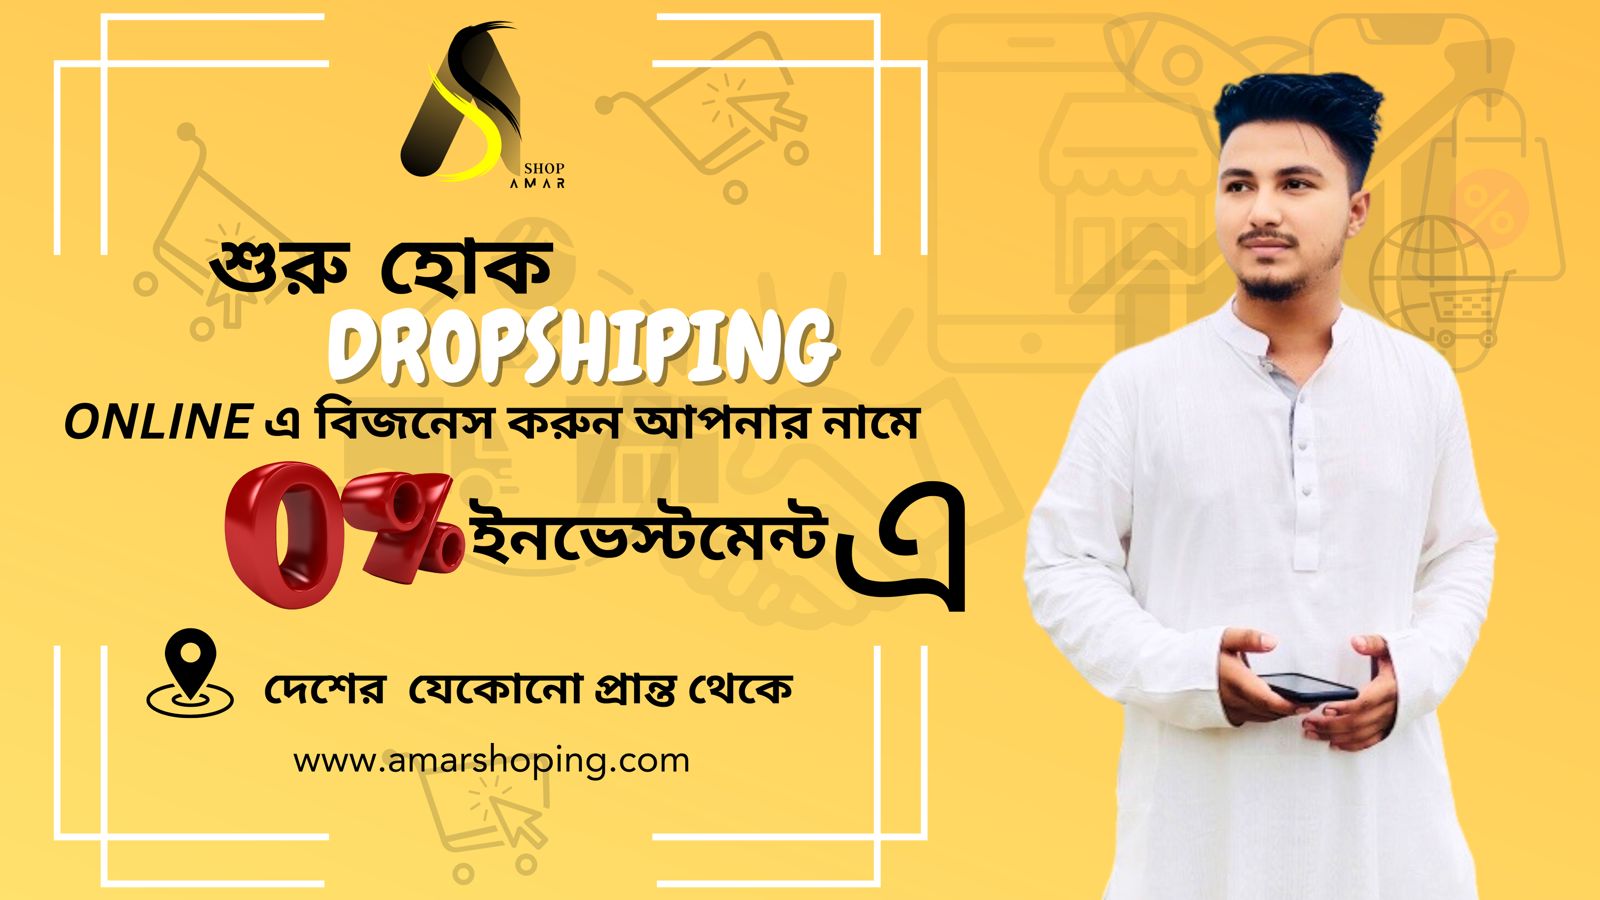 SHOP
AMAR
শুরু হোক
DROPSHIPING
ONLINE এ বিজনেস করুন আপনার নামে
0% ইনভেস্টমেন্ট এ
দেশের যেকোনো প্রান্ত থেকে
www.amarshoping.com
%